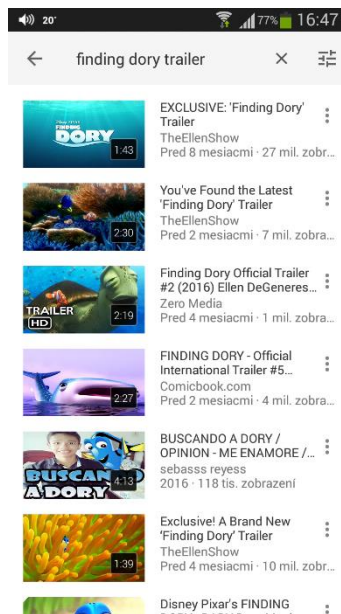 20°
77%
16:47
finding dory trailer
FINDING
DORY
1:43
EXCLUSIVE: 'Finding Dory'
Trailer
TheEllenShow
Pred 8 mesiacmi · 27 mil. zobr...
2:30
You've Found the Latest
'Finding Dory' Trailer
TheEllenShow
Pred 2 mesiacmi · 7 mil. zobra...
TRAILER
HD
2:19
Finding Dory Official Trailer
#2 (2016) Ellen DeGeneres...
Zero Media
Pred 4 mesiacmi · 1 mil. zobra...
2:27
FINDING DORY - Official
International Trailer #5...
Comicbook.com
Pred 2 mesiacmi · 4 mil. zobra...
BUSCANDO
A DORY
4:13
BUSCANDO A DORY /
OPINION - ME ENAMORE /...
sebasss reyess
2016 · 118 tis. zobrazení
1:39
Exclusive! A Brand New
'Finding Dory' Trailer
TheEllenShow
Pred 4 mesiacmi · 10 mil. zobr...
Disney Pixar's FINDING